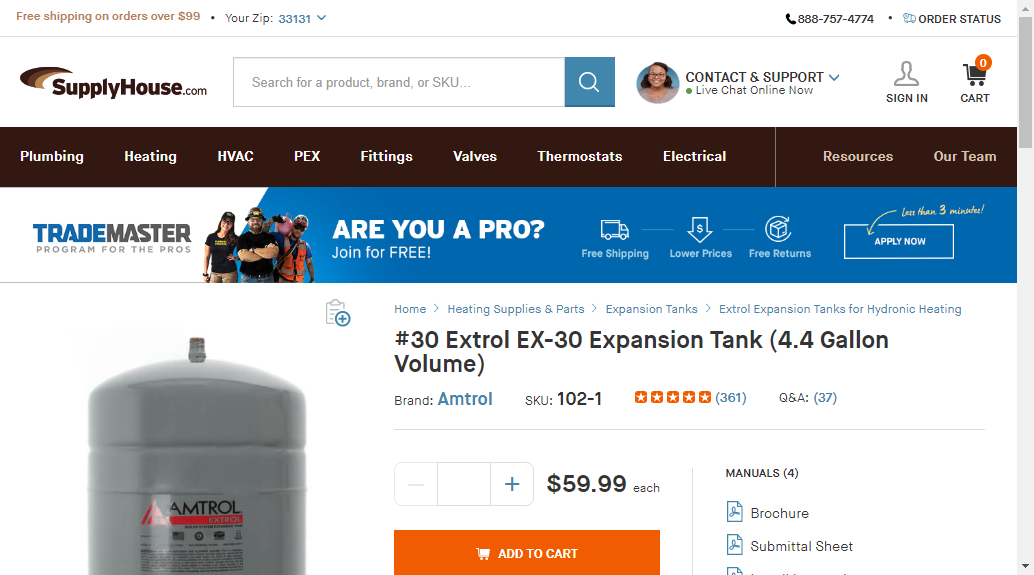 Free shipping on orders over $99 • Your Zip: 33131
888-757-4774 • ORDER STATUS
SupplyHouse.com
Search for a product, brand, or SKU...
CONTACT & SUPPORT
Live Chat Online Now
SIGN IN
0
CART
Plumbing Heating HVAC PEX Fittings Valves Thermostats Electrical Resources Our Team
TRADEMASTER
PROGRAM FOR THE PROS
ARE YOU A PRO?
Join for FREE!
$
Free Shipping Lower Prices Free Returns
Less than 3 minutes!
APPLY NOW
Home > Heating Supplies & Parts > Expansion Tanks > Extrol Expansion Tanks for Hydronic Heating
#30 Extrol EX-30 Expansion Tank (4.4 Gallon
Volume)
Brand: Amtrol SKU: 102-1 (361) Q&A: (37)
— + $59.99 each
ADD TO CART
MANUALS (4)
Brochure
Submittal Sheet
AMTROL
EXTROL